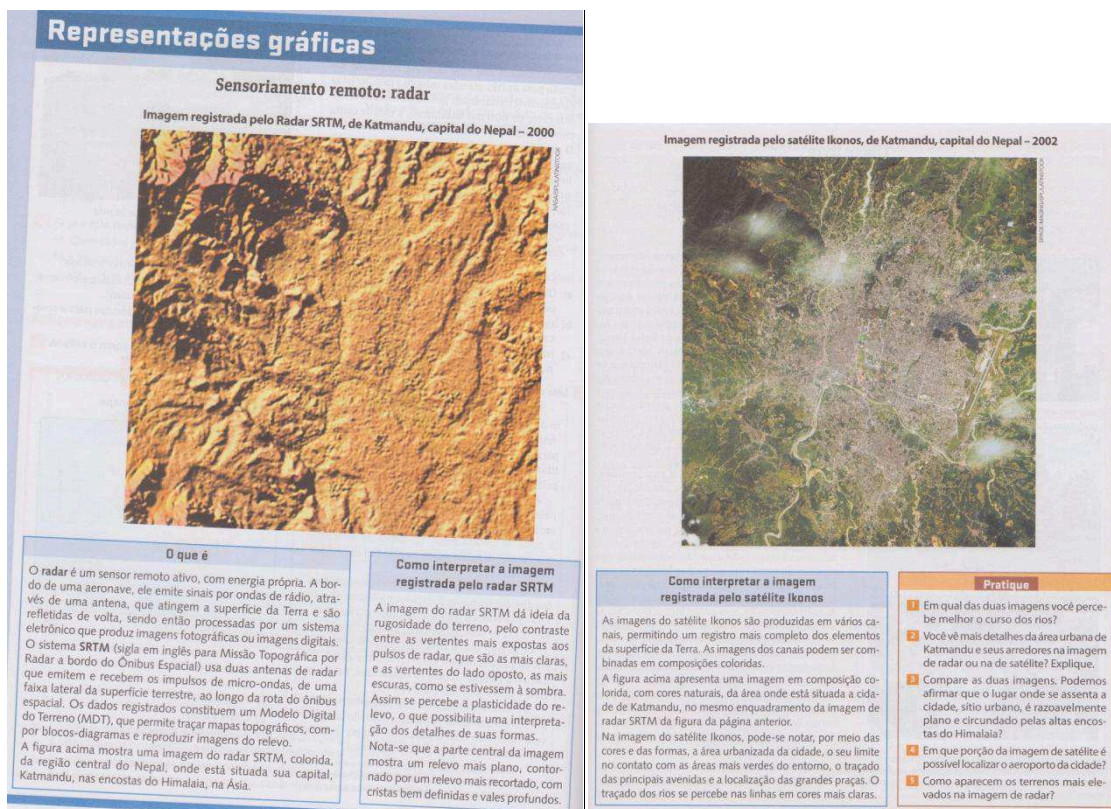 Representações gráficas
Sensoriamento remoto: radar
Imagem registrada pelo Radar SRTM, de Katmandu, capital do Nepal – 2000
O que é
O radar é um sensor remoto ativo, com energia própria. A bor-
do de uma aeronave, ele emite sinais por ondas de rádio, atra-
vés de uma antena, que atingem a superfície da Terra e são
refletidas de volta, sendo então processadas por um sistema
eletrônico que produz imagens fotográficas ou imagens digitais.
O sistema SRTM (sigla em inglês para Missão Topográfica por
Radar a bordo do Ônibus Espacial) usa duas antenas de radar
que emitem e recebem os impulsos de micro-ondas, de uma
faixa lateral da superfície terrestre, ao longo da rota do ônibus
espacial. Os dados registrados constituem um Modelo Digital
do Terreno (MDT), que permite traçar mapas topográficos, com-
por blocos-diagramas e reproduzir imagens do relevo.
A figura acima mostra uma imagem do radar SRTM, colorida,
da região central do Nepal, onde está situada sua capital,
Katmandu, nas encostas do Himalaia, na Ásia.
Como interpretar a imagem
registrada pelo radar SRTM
A imagem do radar SRTM dá ideia da
rugosidade do terreno, pelo contraste
entre as vertentes mais expostas aos
pulsos de radar, que são as mais claras,
e as vertentes do lado oposto, as mais
escuras, como se estivessem à sombra.
Assim se percebe a plasticidade do re-
levo, o que possibilita uma interpreta-
ção dos detalhes de suas formas.
Nota-se que a parte central da imagem
mostra um relevo mais plano, contor-
nado por um relevo mais recortado, com
cristas bem definidas e vales profundos.
Imagem registrada pelo satélite Ikonos, de Katmandu, capital do Nepal – 2002
Como interpretar a imagem
registrada pelo satélite Ikonos
As imagens do satélite Ikonos são produzidas em vários ca-
nais, permitindo um registro mais completo dos elementos
da superfície da Terra. As imagens dos canais podem ser com-
binadas em composições coloridas.
A figura acima apresenta uma imagem em composição co-
lorida, com cores naturais, da área onde está situada a cida-
de de Katmandu, no mesmo enquadramento da imagem de
radar SRTM da figura da página anterior.
Na imagem do satélite Ikonos, pode-se notar, por meio das
cores e das formas, a área urbanizada da cidade, o seu limite
no contato com as áreas mais verdes do entorno, o traçado
das principais avenidas e a localização das grandes praças. O
traçado dos rios se percebe nas linhas em cores mais claras.
Pratique
1 Em qual das duas imagens você perce-
be melhor o curso dos rios?
2 Você vê mais detalhes da área urbana de
Katmandu e seus arredores na imagem
de radar ou na de satélite? Explique.
3 Compare as duas imagens. Podemos
afirmar que o lugar onde se assenta a
cidade, sítio urbano, é razoavelmente
plano e circundado pelas altas encos-
tas do Himalaia?
4 Em que porção da imagem de satélite é
possível localizar o aeroporto da cidade?
5 Como aparecem os terrenos mais ele-
vados na imagem de radar?